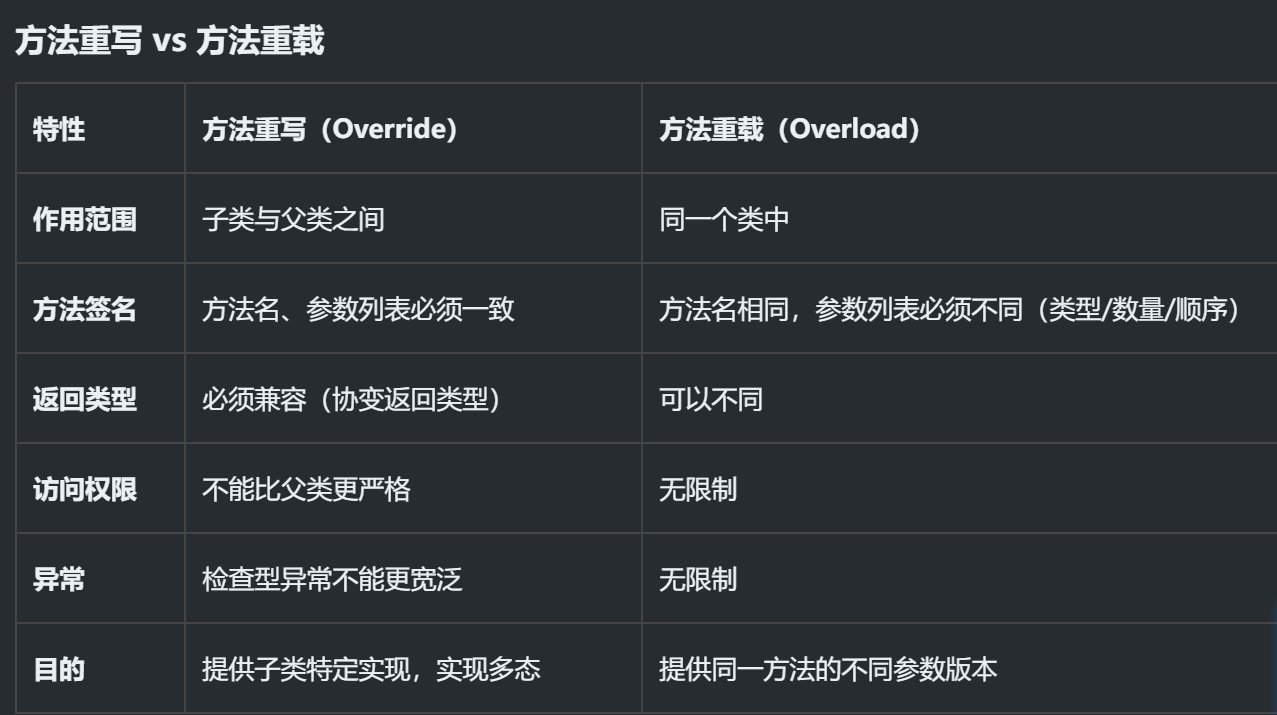 方法重写 vs 方法重载
特性 方法重写（Override） 方法重载（Overload）
作用范围 子类与父类之间 同一个类中
方法签名 方法名、参数列表必须一致 方法名相同，参数列表必须不同（类型/数量/顺序）
返回类型 必须兼容（协变返回类型） 可以不同
访问权限 不能比父类更严格 无限制
异常 检查型异常不能更宽泛 无限制
目的 提供子类特定实现，实现多态 提供同一方法的不同参数版本